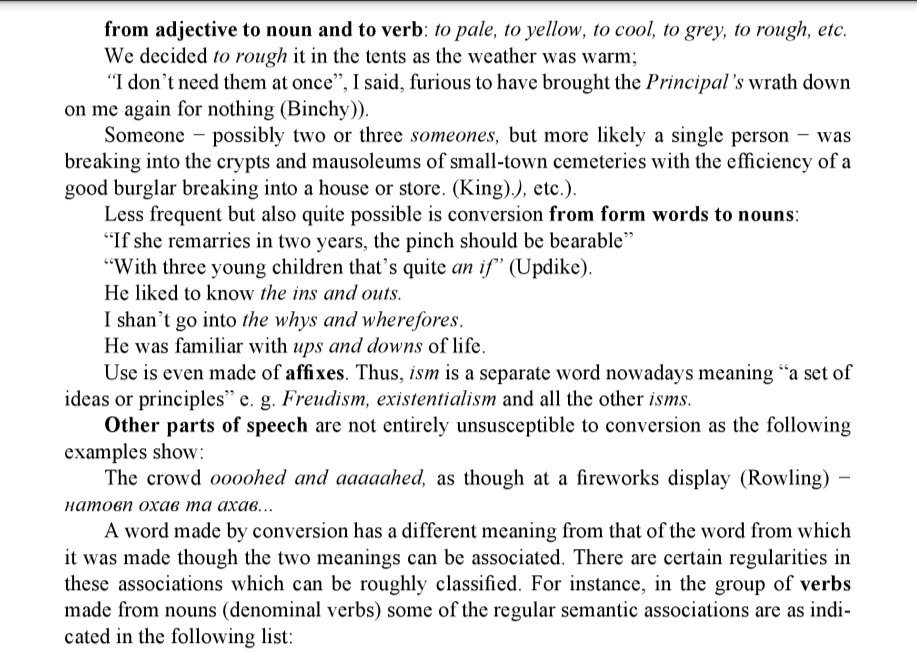 from adjective to noun and to verb: to pale, to yellow, to cool, to grey, to rough, etc.
We decided to rough it in the tents as the weather was warm;
“I don’t need them at once”, I said, furious to have brought the Principal’s wrath down
on me again for nothing (Binchy)).
Someone – possibly two or three someones, but more likely a single person – was
breaking into the crypts and mausoleums of small-town cemeteries with the efficiency of a
good burglar breaking into a house or store. (King).), etc.).
Less frequent but also quite possible is conversion from form words to nouns:
“If she remarries in two years, the pinch should be bearable”
“With three young children that’s quite an if” (Updike).
He liked to know the ins and outs.
I shan’t go into the whys and wherefores.
He was familiar with ups and downs of life.
Use is even made of affixes. Thus, ism is a separate word nowadays meaning “a set of
ideas or principles” e. g. Freudism, existentialism and all the other isms.
Other parts of speech are not entirely unsusceptible to conversion as the following
examples show:
The crowd oooohed and aaaaahed, as though at a fireworks display (Rowling) –
натовп охав та ахав...
A word made by conversion has a different meaning from that of the word from which
it was made though the two meanings can be associated. There are certain regularities in
these associations which can be roughly classified. For instance, in the group of verbs
made from nouns (denominal verbs) some of the regular semantic associations are as indi-
cated in the following list: